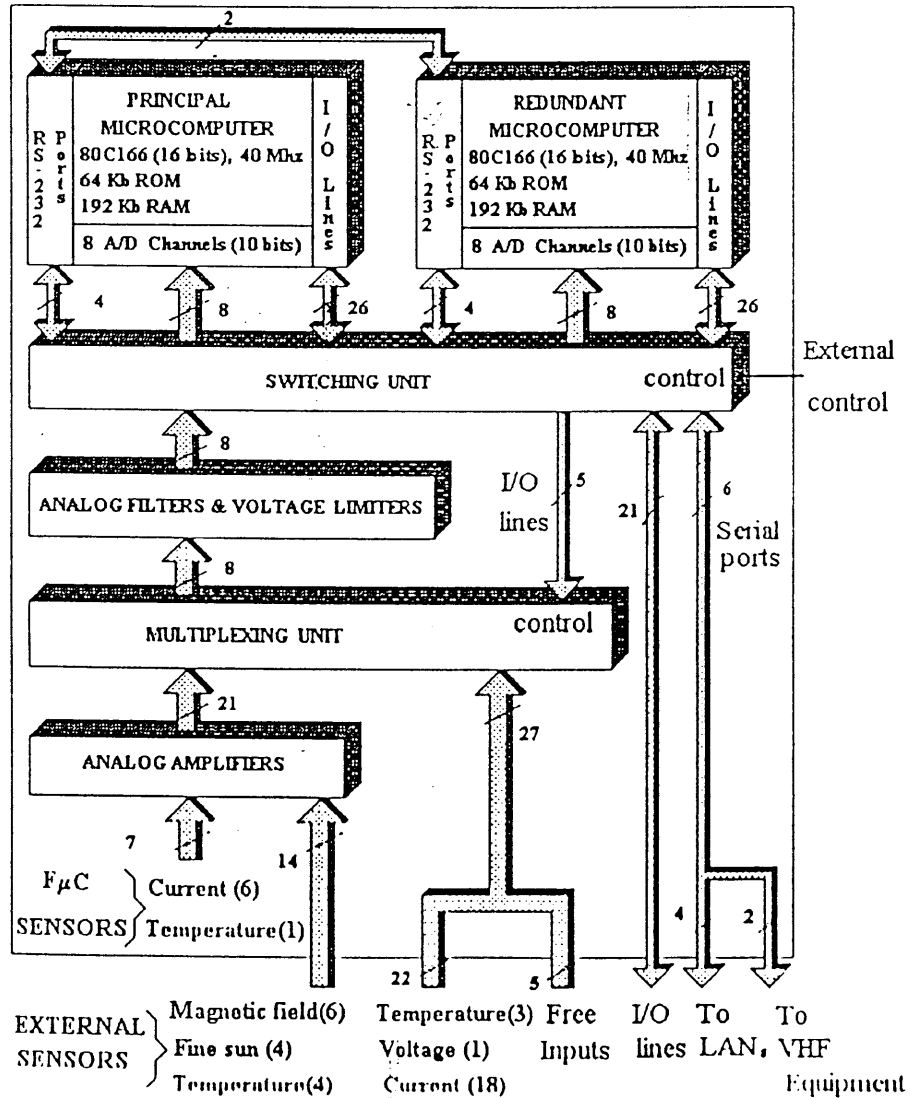 2
RS-232
Ports
PRINCIPAL
MICROCOMPUTER
80C166 (16 bits), 40 Mhz
64 Kb ROM
192 Kb RAM
8 A/D Channels (10 bits)
I/O Lines
RS-232
Ports
REDUNDANT
MICROCOMPUTER
80C166 (16 bits), 40 Mhz
64 Kb ROM
192 Kb RAM
8 A/D Channels (10 bits)
I/O Lines
4
8
26
4
8
26
SWITCHING UNIT
control
External
control
8
I/O
lines
5
21
6
Serial
ports
ANALOG FILTERS & VOLTAGE LIMITERS
8
MULTIPLEXING UNIT
control
21
27
ANALOG AMPLIFIERS
7
14
FμC
SENSORS
Current (6)
Temperature(1)
22
5
4
2
EXTERNAL
SENSORS
Magnotic field(6)
Fine sun (4)
Temperature(4)
Temperature(3)
Voltage (1)
Current (18)
Free
Inputs
I/O
lines
To
LAN,
To
VHF
Equipment